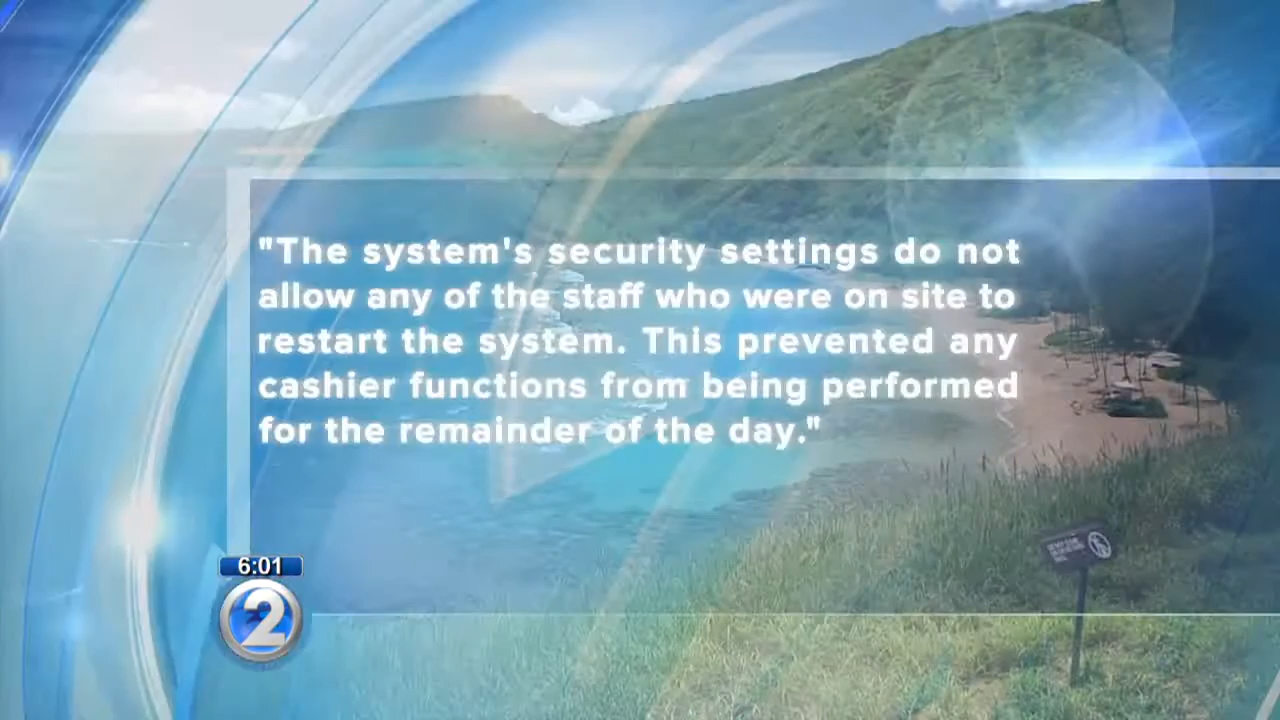 "The system's security settings do not
allow any of the staff who were on site to
restart the system. This prevented any
cashier functions from being performed
for the remainder of the day."
6:01
2